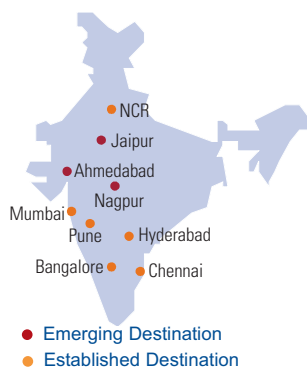 NCR
Jaipur
Ahmedabad
Nagpur
Mumbai
Pune
Hyderabad
Bangalore
Chennai
Emerging Destination
Established Destination